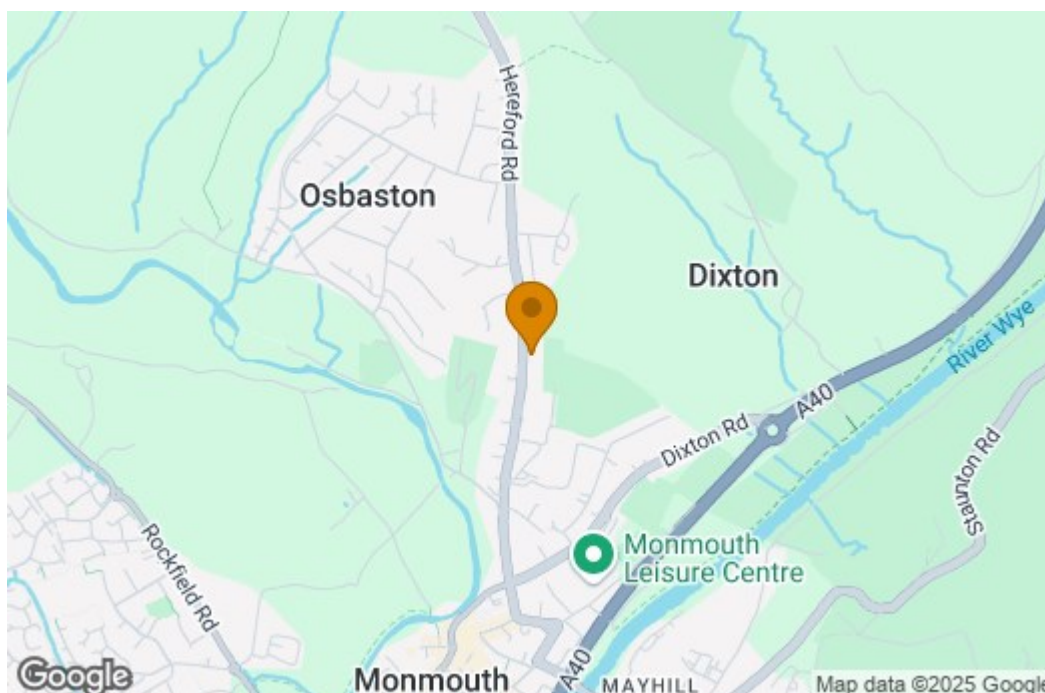 Hereford Rd
Osbaston
Dixton
River Wye
A40
Dixton Rd
Staunton Rd
Monmouth
Leisure Centre
Rockfield Rd
Google
Monmouth
A40
MAYHILL
Map data ©2025 Google